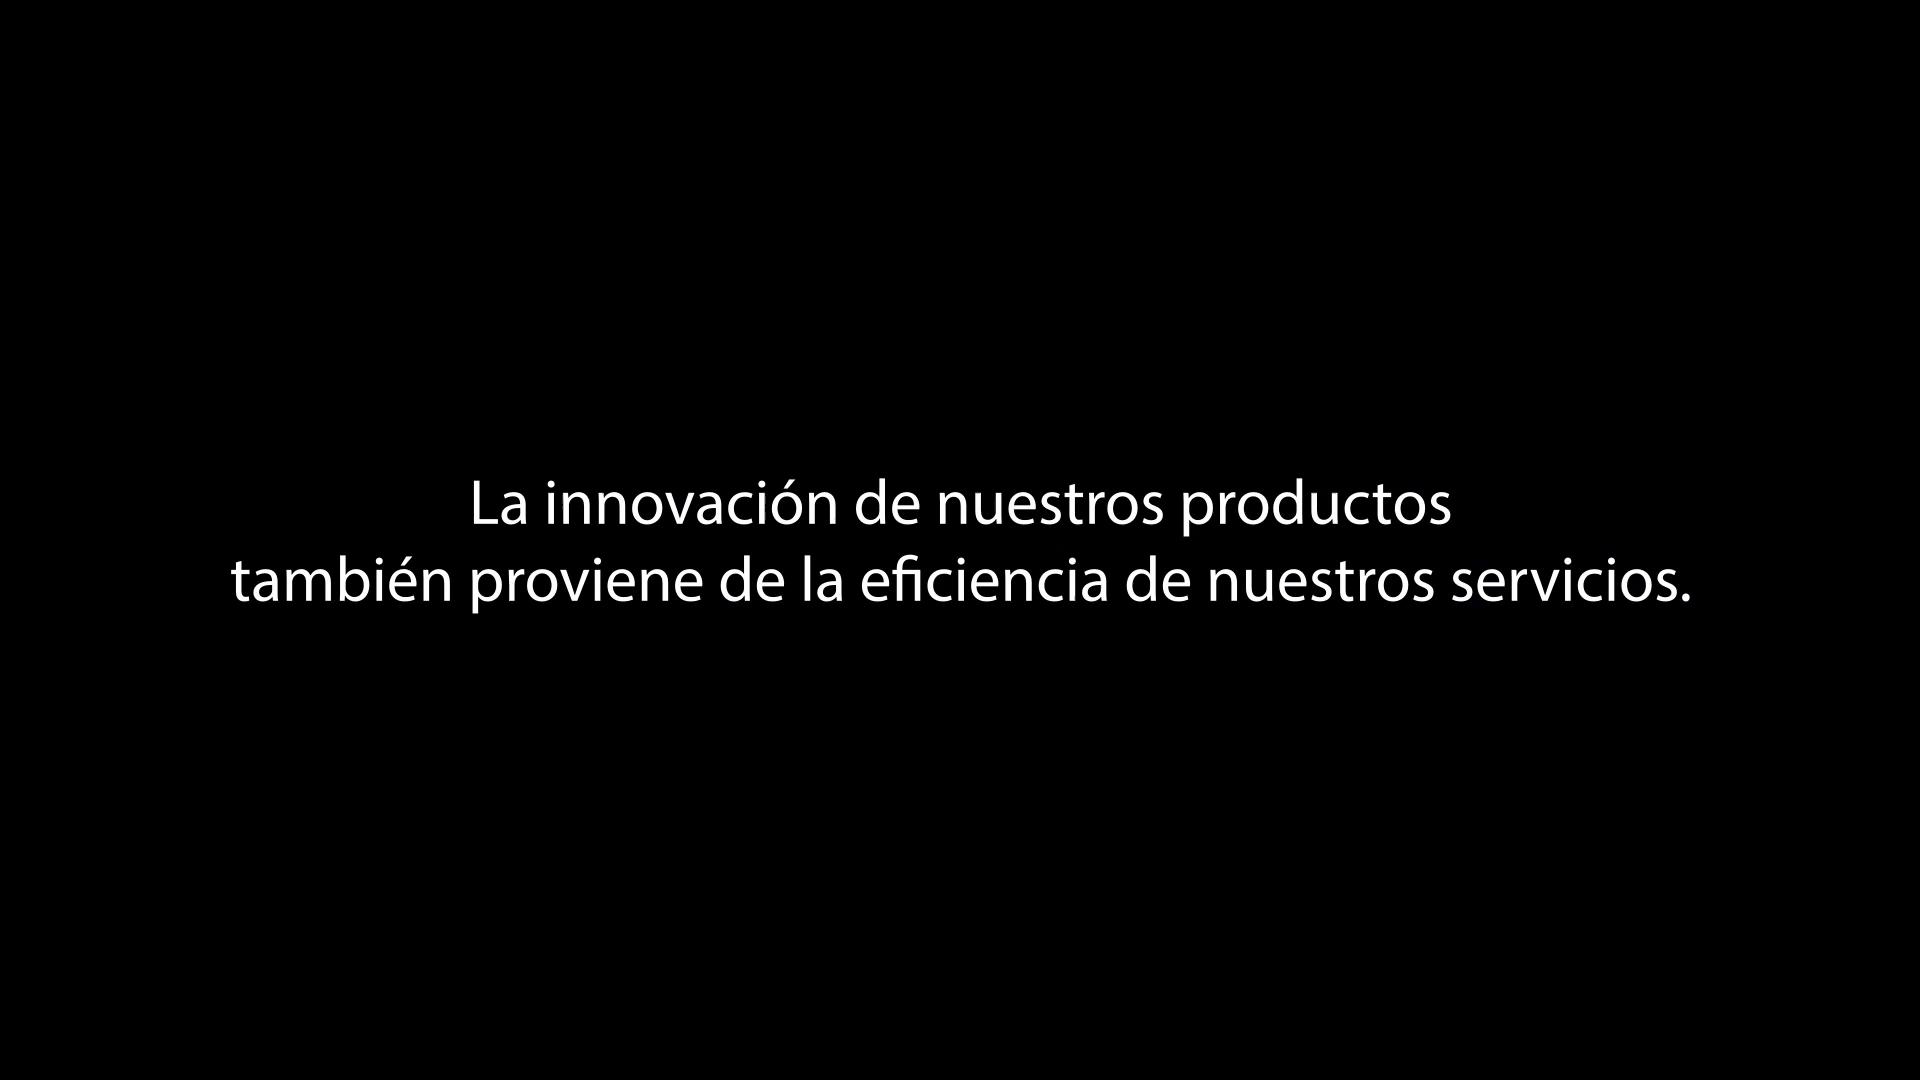 La innovación de nuestros productos
también proviene de la eficiencia de nuestros servicios.